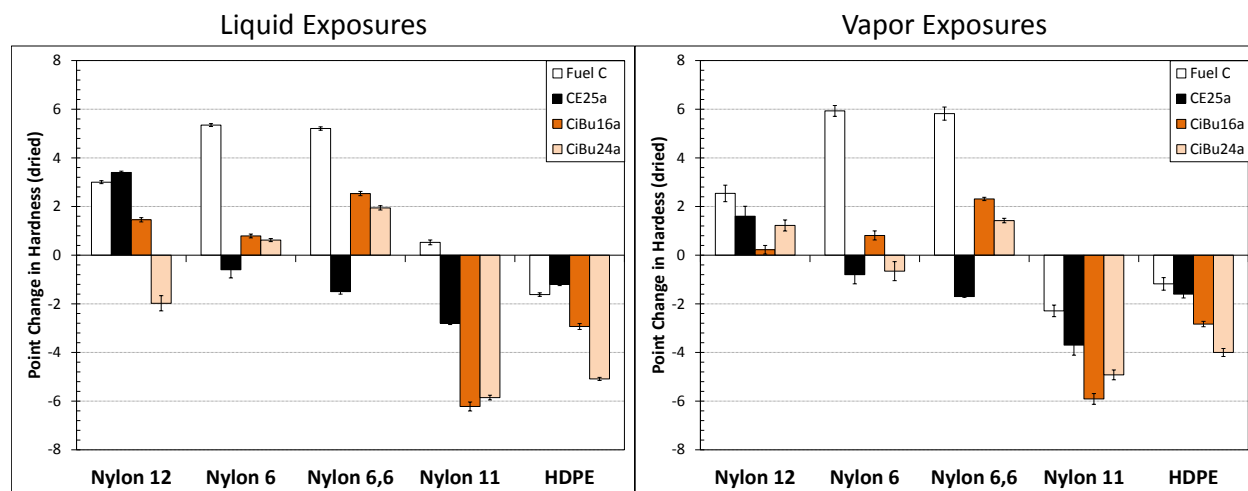 Liquid Exposures
Point Change in Hardness (dried)
8
6
4
2
0
-2
-4
-6
-8
Fuel C
CE25a
CiBu16a
CiBu24a
Nylon 12 Nylon 6 Nylon 6,6 Nylon 11 HDPE
Vapor Exposures
Point Change in Hardess (dried)
8
6
4
2
0
-2
-4
-6
-8
Fuel C
CE25a
CiBu16a
CiBu24a
Nylon 12 Nylon 6 Nylon 6,6 Nylon 11 HDPE